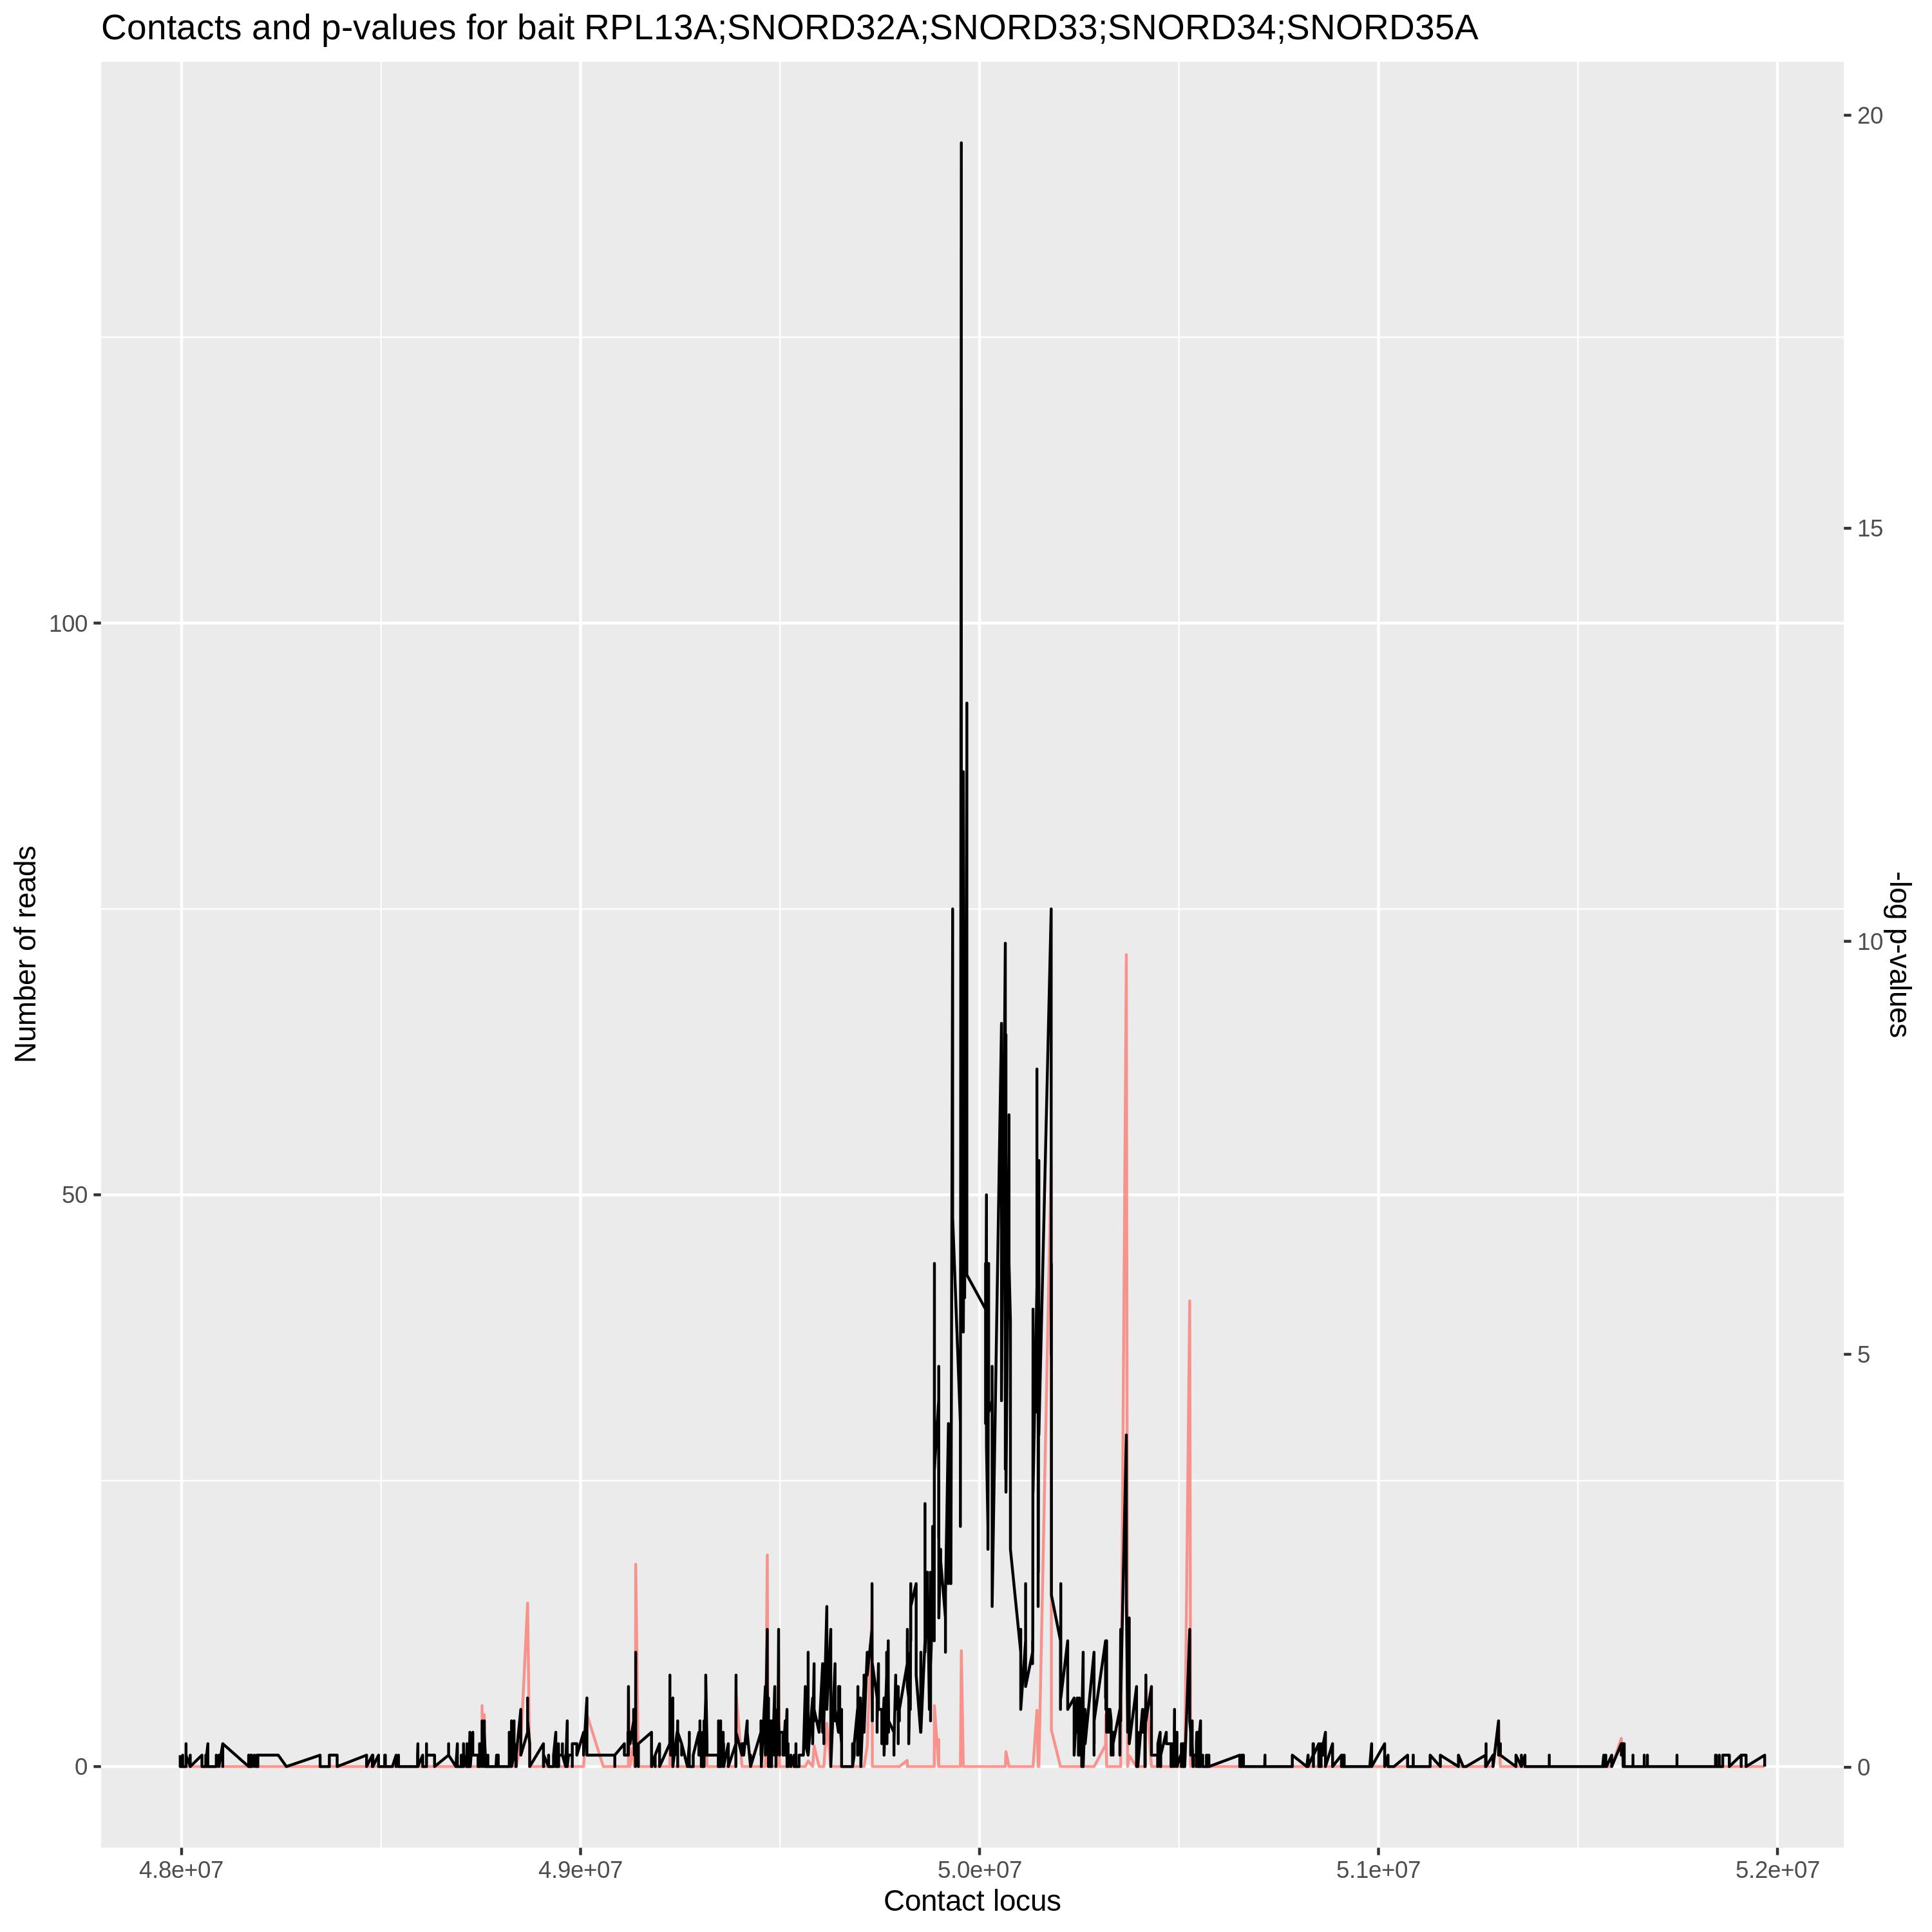 Contacts and p-values for bait RPL13A;SNORD32A;SNORD33;SNORD34;SNORD35A
Number of reads
100
50
0
20
15
10
5
0
-log p-values
4.8e+07 4.9e+07 5.0e+07 5.1e+07 5.2e+07
Contact locus